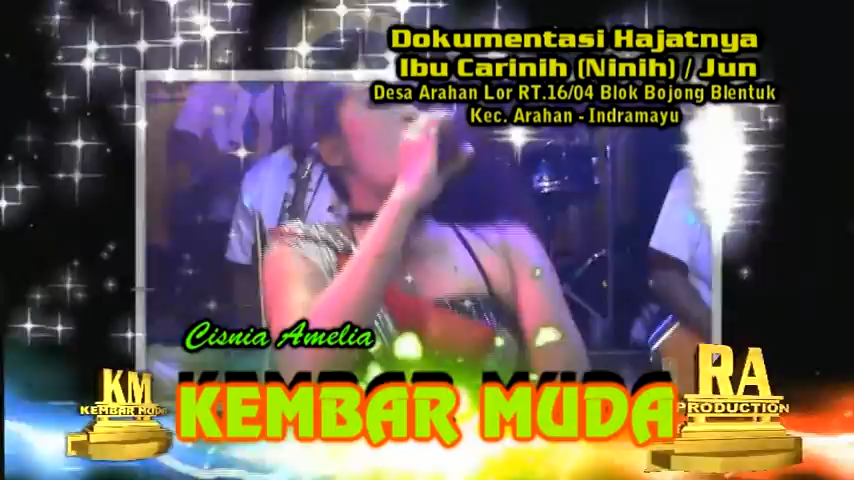 Dokumentasi Hajatnya
Ibu Carinih (Ninih) / Jun
Desa Arahan Lor RT.16/04 Blok Bojong Blentuk
Kec. Arahan - Indramayu
Cisnia Amelia
KEMBAR MUDA
KM
KEMBAR MUDA
RA
PRODUCTION